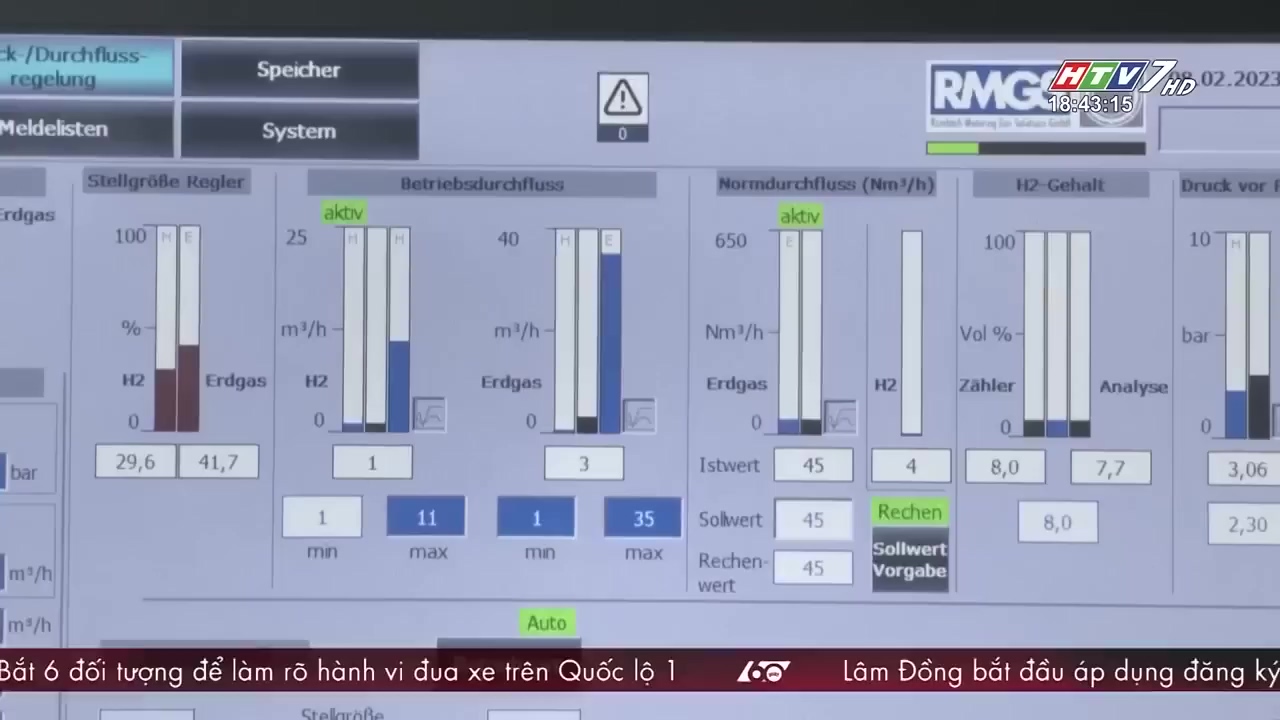 ck-/Durchfluss-
regelung
Speicher
Meldelisten
System
0
RMGS
HTV7 HD
08.02.2023
18:43:15
Erdgas
Stellgröße Regler
Betriebsdurchfluss
Normdurchfluss (Nm³/h)
H2-Gehalt
Druck vor
aktiv
aktiv
100 H E
25 H H
40 H E
650 E
100
10 H
%
m³/h
m³/h
Nm³/h
Vol %
bar
H2 Erdgas
H2
Erdgas
Erdgas
H2
Zähler Analyse
0
0
0
0
0
0
29,6 41,7
1
3
Istwert 45
4
8,0 7,7
3,06
bar
1 11
1 35
Sollwert 45
Rechen
8,0
2,30
min max
min max
Rechen-
wert
45
Sollwert
Vorgabe
m³/h
m³/h
Auto
Bắt 6 đối tượng để làm rõ hành vi đua xe trên Quốc lộ 1
60
Lâm Đồng bắt đầu áp dụng đăng ký
Stellgröße